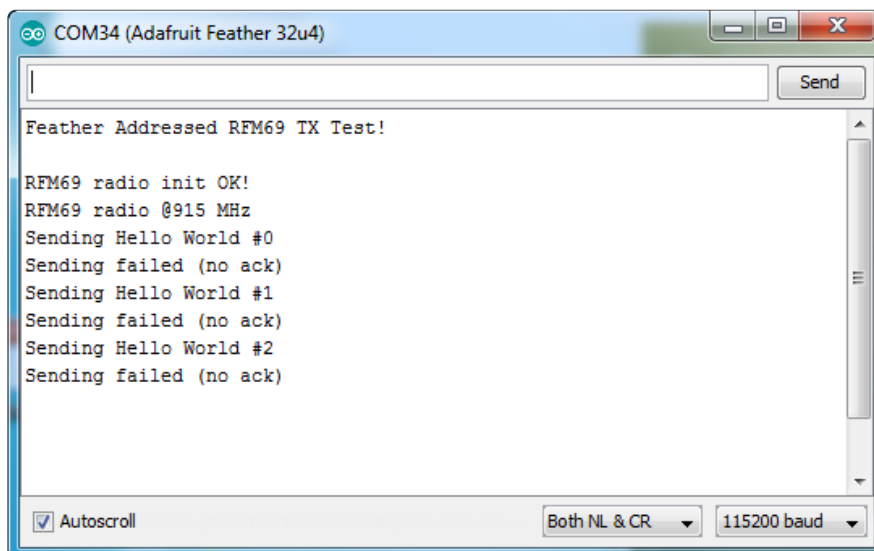 COM34 (Adafruit Feather 32u4)
Send
Feather Addressed RFM69 TX Test!
RFM69 radio init OK!
RFM69 radio @915 MHz
Sending Hello World #0
Sending failed (no ack)
Sending Hello World #1
Sending failed (no ack)
Sending Hello World #2
Sending failed (no ack)
Autoscroll
Both NL & CR
115200 baud